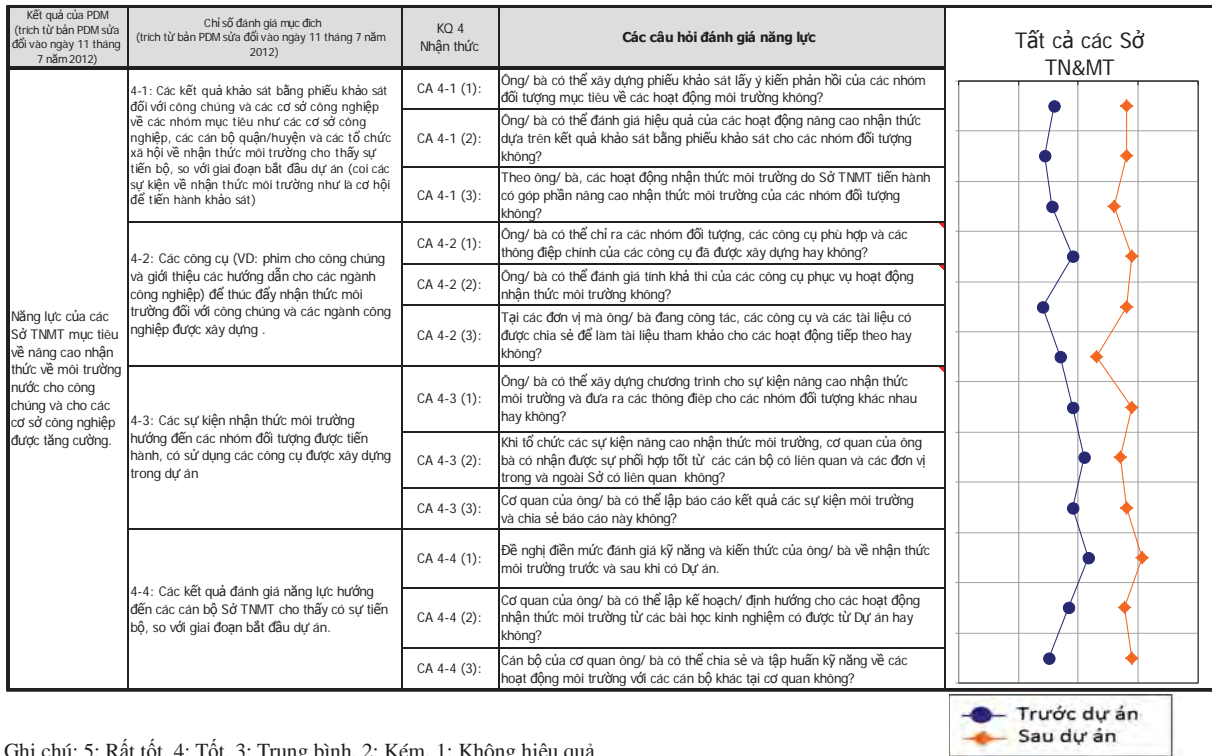 Kết quả của PDM
(trích từ bản PDM sửa
đổi vào ngày 11 tháng
7 năm 2012)
Chỉ số đánh giá mục đích
(trích từ bản PDM sửa đổi vào ngày 11 tháng 7 năm
2012)
KQ 4
Nhận thức
Các câu hỏi đánh giá năng lực
Tất cả các Sở
TN&MT
Năng lực của các
Sở TNMT mục tiêu
về nâng cao nhận
thức về môi trường
nước cho công
chúng và cho các
cơ sở công nghiệp
được tăng cường.
4-1: Các kết quả khảo sát bằng phiếu khảo sát
đối với công chúng và các cơ sở công nghiệp
về các nhóm mục tiêu như các cơ sở công
nghiệp, các cán bộ quận/huyện và các tổ chức
xã hội về nhận thức môi trường cho thấy sự
tiến bộ, so với giai đoạn bắt đầu dự án (coi các
sự kiện về nhận thức môi trường như là cơ hội
để tiến hành khảo sát)
CA 4-1 (1):
Ông/ bà có thể xây dựng phiếu khảo sát lấy ý kiến phản hồi của các nhóm
đối tượng mục tiêu về các hoạt động môi trường không?
CA 4-1 (2):
Ông/ bà có thể đánh giá hiệu quả của các hoạt động nâng cao nhận thức
dựa trên kết quả khảo sát bằng phiếu khảo sát cho các nhóm đối tượng
không?
CA 4-1 (3):
Theo ông/ bà, các hoạt động nhận thức môi trường do Sở TNMT tiến hành
có góp phần nâng cao nhận thức môi trường của các nhóm đối tượng
không?
4-2: Các công cụ (VD: phim cho công chúng
và giới thiệu các hướng dẫn cho các ngành
công nghiệp) để thúc đẩy nhận thức môi
trường đối với công chúng và các ngành công
nghiệp được xây dựng .
CA 4-2 (1):
Ông/ bà có thể chỉ ra các nhóm đối tượng, các công cụ phù hợp và các
thông điệp chính của các công cụ đã được xây dựng hay không?
CA 4-2 (2):
Ông/ bà có thể đánh giá tính khả thi của các công cụ phục vụ hoạt động
nhận thức môi trường không?
CA 4-2 (3):
Tại các đơn vị mà ông/ bà đang công tác, các công cụ và các tài liệu có
được chia sẻ để làm tài liệu tham khảo cho các hoạt động tiếp theo hay
không?
4-3: Các sự kiện nhận thức môi trường
hướng đến các nhóm đối tượng được tiến
hành, có sử dụng các công cụ được xây dựng
trong dự án
CA 4-3 (1):
Ông/ bà có thể xây dựng chương trình cho sự kiện nâng cao nhận thức
môi trường và đưa ra các thông điệp cho các nhóm đối tượng khác nhau
hay không?
CA 4-3 (2):
Khi tổ chức các sự kiện nâng cao nhận thức môi trường, cơ quan của ông
bà có nhận được sự phối hợp tốt từ các cán bộ có liên quan và các đơn vị
trong và ngoài Sở có liên quan không?
CA 4-3 (3):
Cơ quan của ông/ bà có thể lập báo cáo kết quả các sự kiện môi trường
và chia sẻ báo cáo này không?
4-4: Các kết quả đánh giá năng lực hướng
đến các cán bộ Sở TNMT cho thấy có sự tiến
bộ, so với giai đoạn bắt đầu dự án.
CA 4-4 (1):
Đề nghị điền mức đánh giá kỹ năng và kiến thức của ông/ bà về nhận thức
môi trường trước và sau khi có Dự án.
CA 4-4 (2):
Cơ quan của ông/ bà có thể lập kế hoạch/ định hướng cho các hoạt động
nhận thức môi trường từ các bài học kinh nghiệm có được từ Dự án hay
không?
CA 4-4 (3):
Cán bộ của cơ quan ông/ bà có thể chia sẻ và tập huấn kỹ năng về các
hoạt động môi trường với các cán bộ khác tại cơ quan không?
Trước dự án
Sau dự án
Ghi chú: 5: Rất tốt, 4: Tốt, 3: Trung bình, 2: Kém, 1: Không hiệu quả